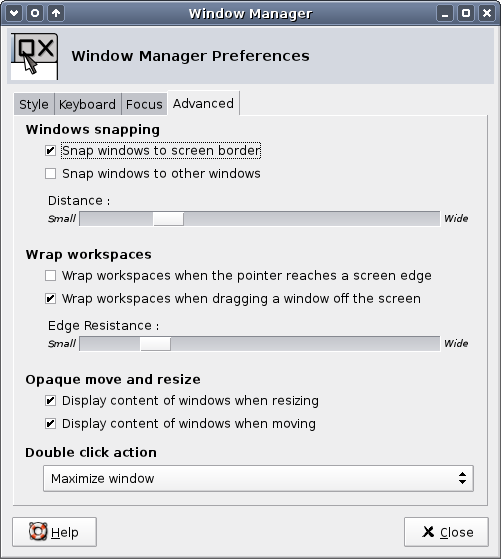 Window Manager
Window Manager Preferences
Style Keyboard Focus Advanced
Windows snapping
Snap windows to screen border
Snap windows to other windows
Distance :
Small Wide
Wrap workspaces
Wrap workspaces when the pointer reaches a screen edge
Wrap workspaces when dragging a window off the screen
Edge Resistance :
Small Wide
Opaque move and resize
Display content of windows when resizing
Display content of windows when moving
Double click action
Maximize window
Help Close